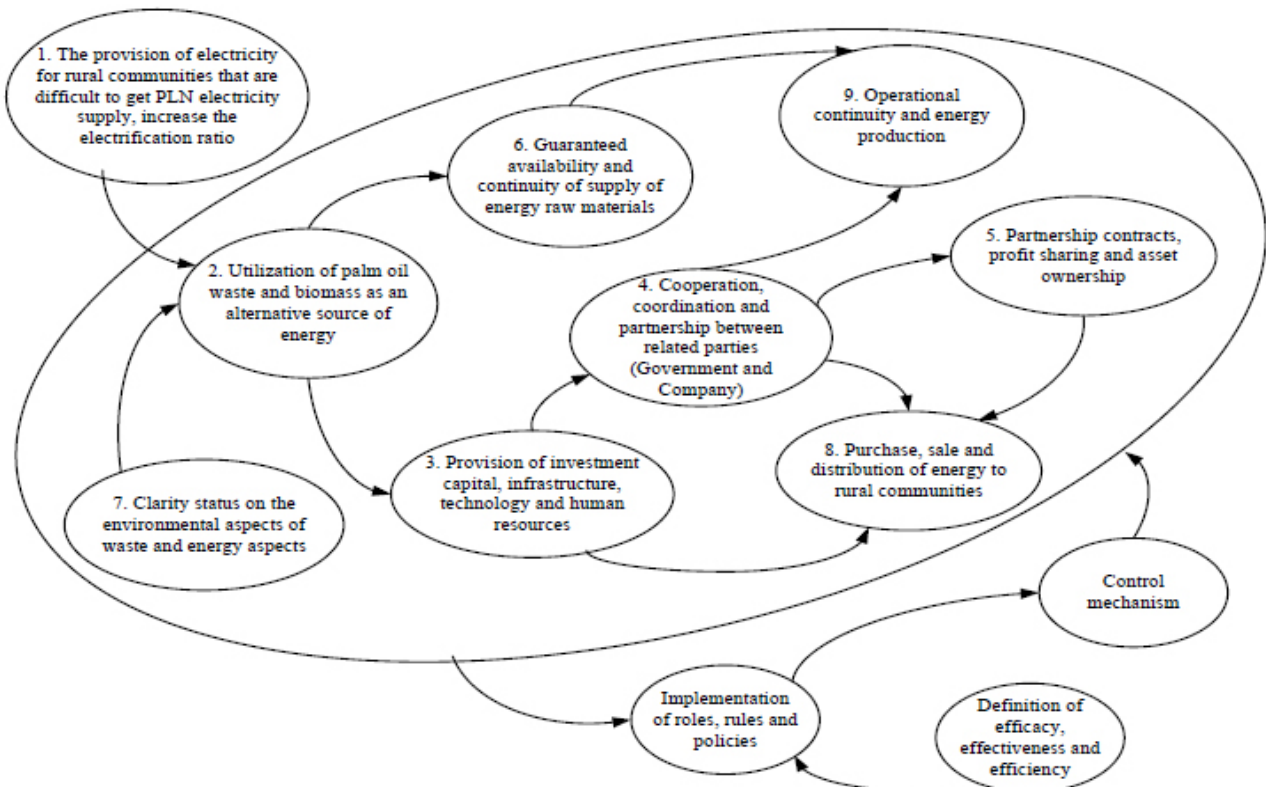 1. The provision of electricity
for rural communities that are
difficult to get PLN electricity
supply, increase the
electrification ratio
9. Operational
continuity and energy
production
6. Guaranteed
availability and
continuity of supply of
energy raw materials
5. Partnership contracts,
profit sharing and asset
ownership
2. Utilization of palm oil
waste and biomass as an
alternative source of
energy
4. Cooperation,
coordination and
partnership between
related parties
(Government and
Company)
3. Provision of investment
capital, infrastructure,
technology and human
resources
8. Purchase, sale and
distribution of energy to
rural communities
7. Clarity status on the
environmental aspects of
waste and energy aspects
Control
mechanism
Implementation
of roles, rules and
policies
Definition of
efficacy,
effectiveness and
efficiency